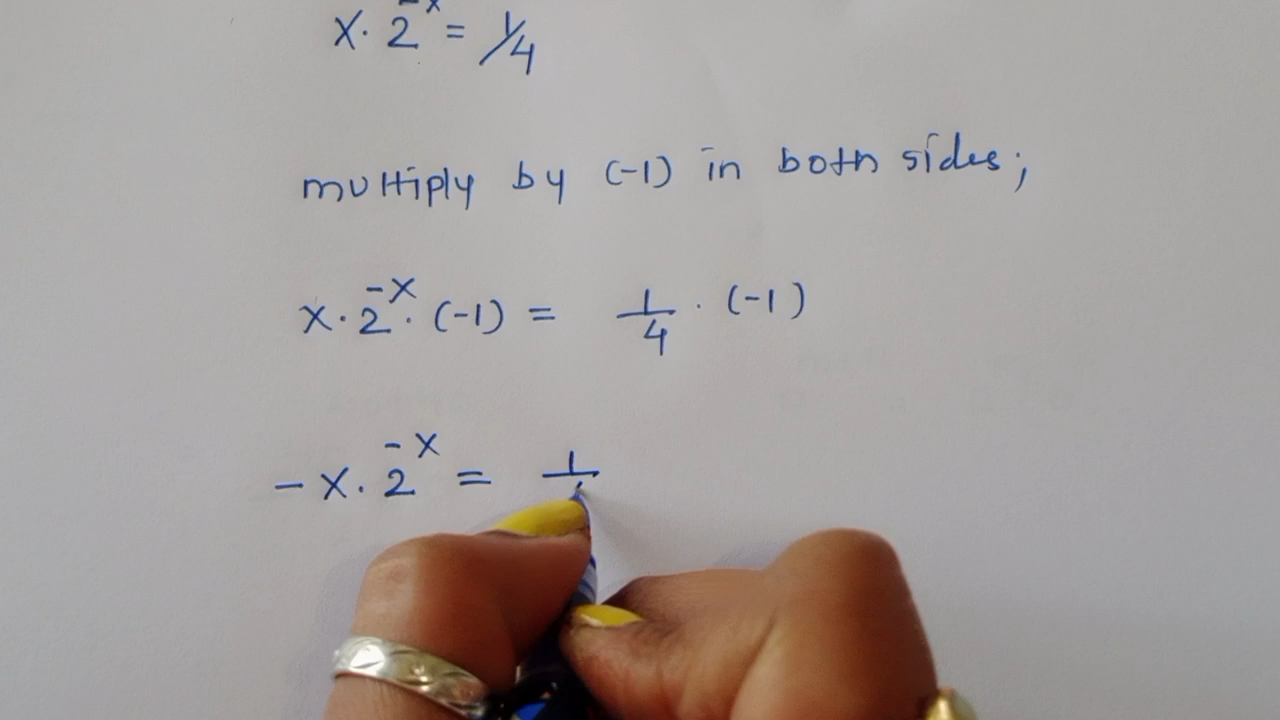 x · 2^-x = 1/4
multiply by (-1) in both sides;
x · 2^-x · (-1) = 1/4 · (-1)
- x · 2^-x = 1/